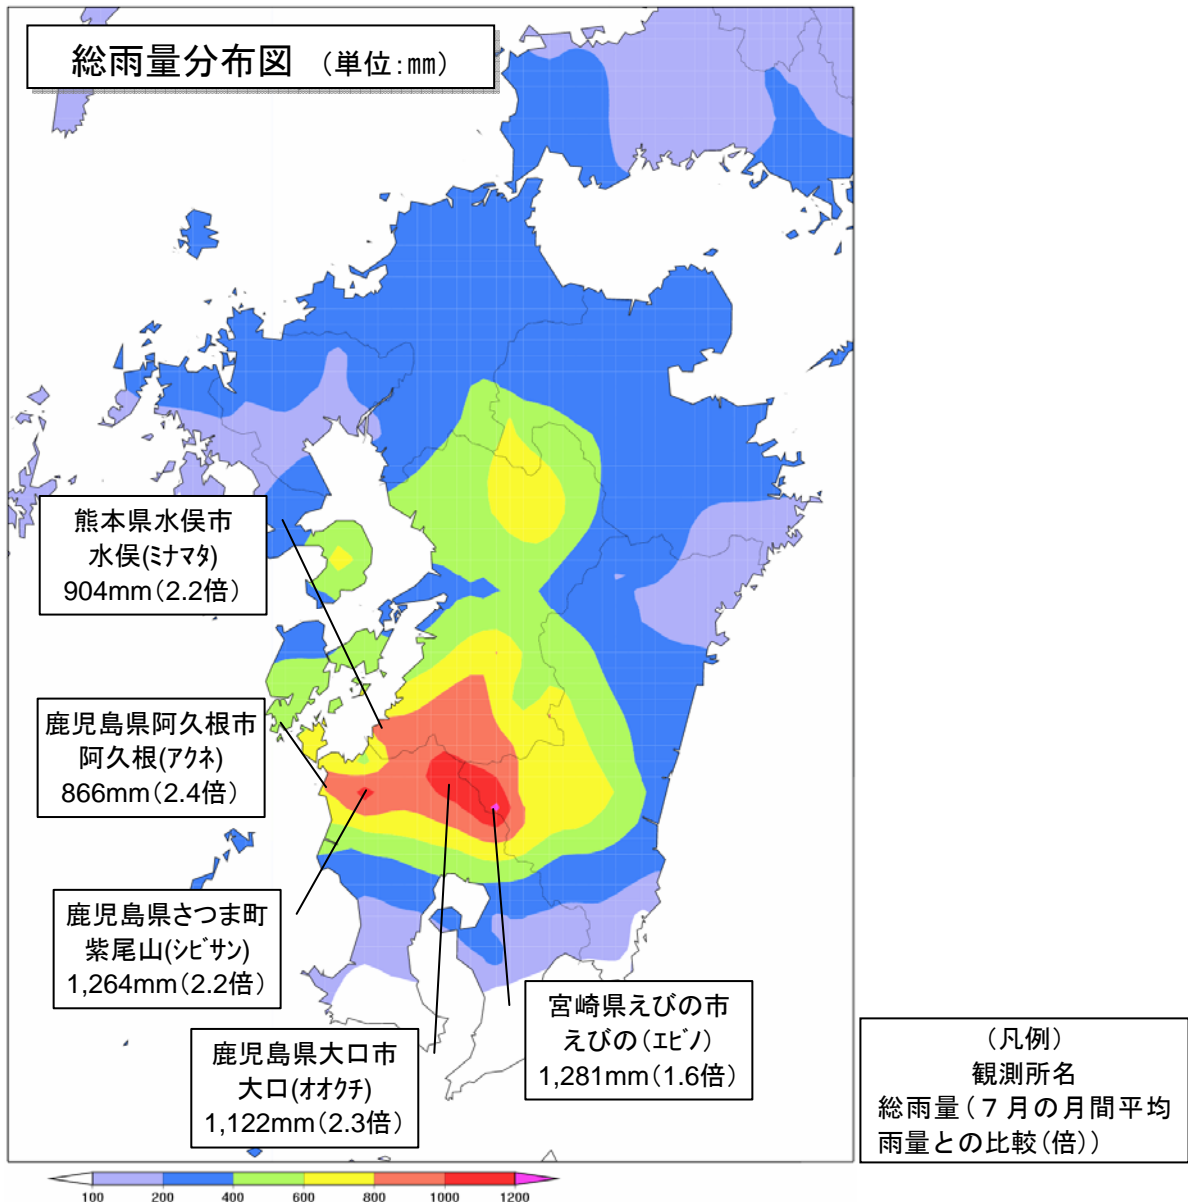 総雨量分布図 (単位:㎜)
熊本県水俣市
水俣(ﾐﾅﾏﾀ)
904mm(2.2倍)
鹿児島県阿久根市
阿久根(ｱｸﾈ)
866mm(2.4倍)
鹿児島県さつま町
紫尾山(ｼﾋﾞｻﾝ)
1,264mm(2.2倍)
鹿児島県大口市
大口(ｵｵｸﾁ)
1,122mm(2.3倍)
宮崎県えびの市
えびの(ｴﾋﾞﾉ)
1,281mm(1.6倍)
(凡例)
観測所名
総雨量(７月の月間平均
雨量との比較(倍))
100 200 400 600 800 1000 1200